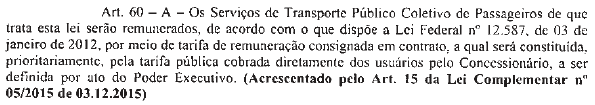 Art. 60 – A – Os Serviços de Transporte Público Coletivo de Passageiros de que
trata esta lei serão remunerados, de acordo com o que dispõe a Lei Federal nº 12.587, de 03 de
janeiro de 2012, por meio de tarifa de remuneração consignada em contrato, a qual será constituída,
prioritariamente, pela tarifa pública cobrada diretamente dos usuários pelo Concessionário, a ser
definida por ato do Poder Executivo. (Acrescentado pelo Art. 15 da Lei Complementar nº
05/2015 de 03.12.2015)